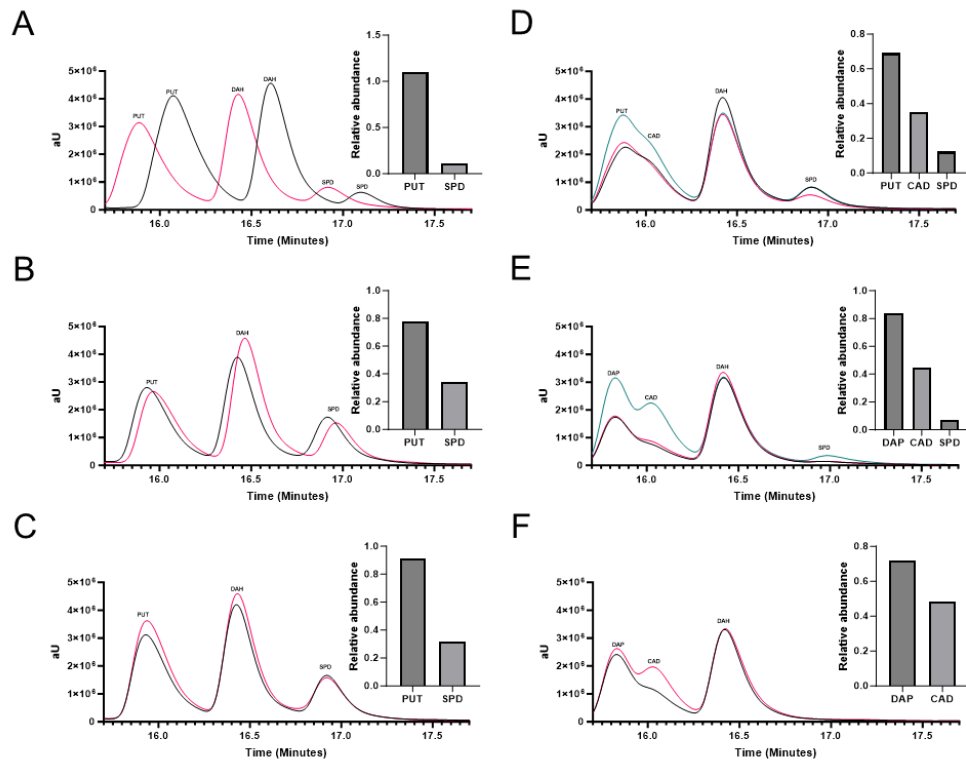 A
5×10⁶
4×10⁶
3×10⁶
2×10⁶
1×10⁶
0
aU
PUT
PUT
DAH
DAH
SPD
SPD
16.0 16.5 17.0 17.5
Time (Minutes)
Relative abundance
1.5
1.0
0.5
0.0
PUT SPD
D
5×10⁶
4×10⁶
3×10⁶
2×10⁶
1×10⁶
0
aU
PUT
CAD
DAH
SPD
16.0 16.5 17.0 17.5
Time (Minutes)
Relative abundance
0.8
0.6
0.4
0.2
0.0
PUT CAD SPD
B
5×10⁶
4×10⁶
3×10⁶
2×10⁶
1×10⁶
0
aU
PUT
DAH
SPD
16.0 16.5 17.0 17.5
Time (Minutes)
Relative abundance
1.0
0.8
0.6
0.4
0.2
0.0
PUT SPD
E
5×10⁶
4×10⁶
3×10⁶
2×10⁶
1×10⁶
0
aU
DAP
CAD
DAH
SPD
16.0 16.5 17.0 17.5
Time (Minutes)
Relative abundance
1.0
0.8
0.6
0.4
0.2
0.0
DAP CAD SPD
C
5×10⁶
4×10⁶
3×10⁶
2×10⁶
1×10⁶
0
aU
PUT
DAH
SPD
16.0 16.5 17.0 17.5
Time (Minutes)
Relative abundance
1.0
0.8
0.6
0.4
0.2
0.0
PUT SPD
F
5×10⁶
4×10⁶
3×10⁶
2×10⁶
1×10⁶
0
aU
DAP
CAD
DAH
16.0 16.5 17.0 17.5
Time (Minutes)
Relative abundance
0.8
0.6
0.4
0.2
0.0
DAP CAD